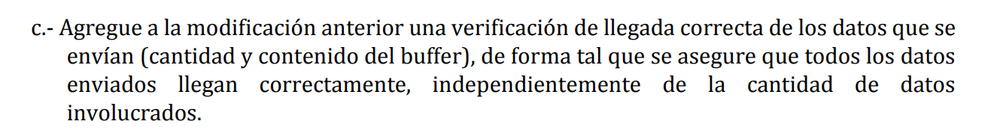 c.- Agregue a la modificación anterior una verificación de llegada correcta de los datos que se
envían (cantidad y contenido del buffer), de forma tal que se asegure que todos los datos
enviados llegan correctamente, independientemente de la cantidad de datos
involucrados.